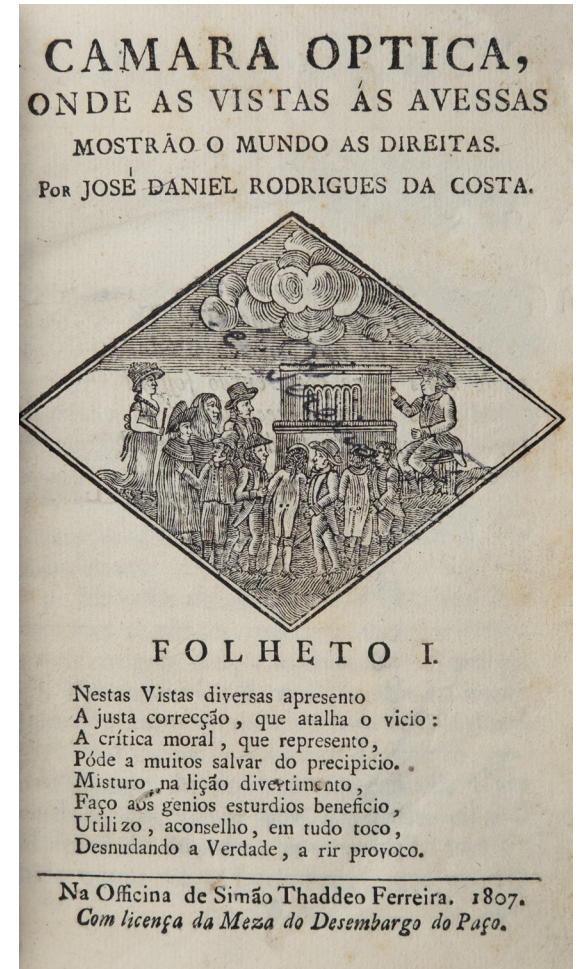 CAMARA OPTICA,
ONDE AS VISTAS ÁS AVESSAS
MOSTRÃO O MUNDO AS DIREITAS.
POR JOSÉ DANIEL RODRIGUES DA COSTA.
FOLHETO I.
Nestas Vistas diversas apresento
A justa correcção, que atalha o vicio:
A crítica moral, que represento,
Póde a muitos salvar do precipicio.
Misturo, na lição divertimento,
Faço aos genios esturdios beneficio,
Utilizo, aconselho, em tudo toco,
Desnudando a Verdade, a rir provoco.
Na Officina de Simão Thaddeo Ferreira. 1807.
Com licença da Meza do Desembargo do Paço.